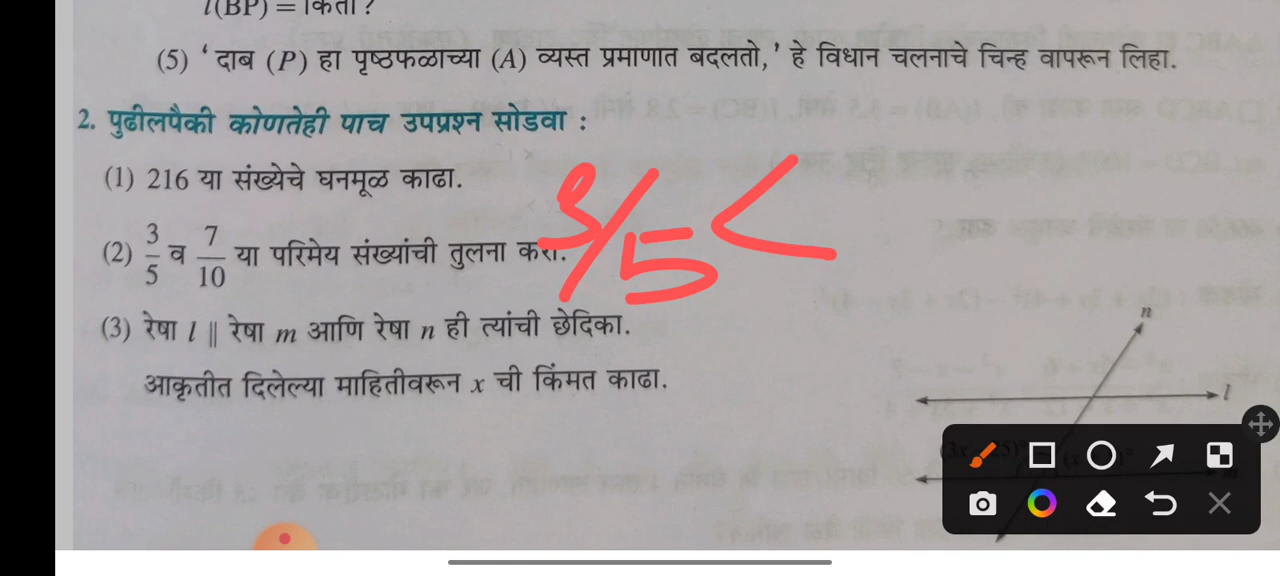 l(BP) = किती ?
(5) ‘ दाब (P) हा पृष्ठफळाच्या (A) व्यस्त प्रमाणात बदलतो, ’ हे विधान चलनाचे चिन्ह वापरून लिहा.
2. पुढीलपैकी कोणतेही पाच उपप्रश्न सोडवा :
(1) 216 या संख्येचे घनमूळ काढा.
(2) 3/5 व 7/10 या परिमेय संख्यांची तुलना करा.
3/5 <
(3) रेषा l || रेषा m आणि रेषा n ही त्यांची छेदिका.
आकृतीत दिलेल्या माहितीवरून x ची किंमत काढा.
n
l